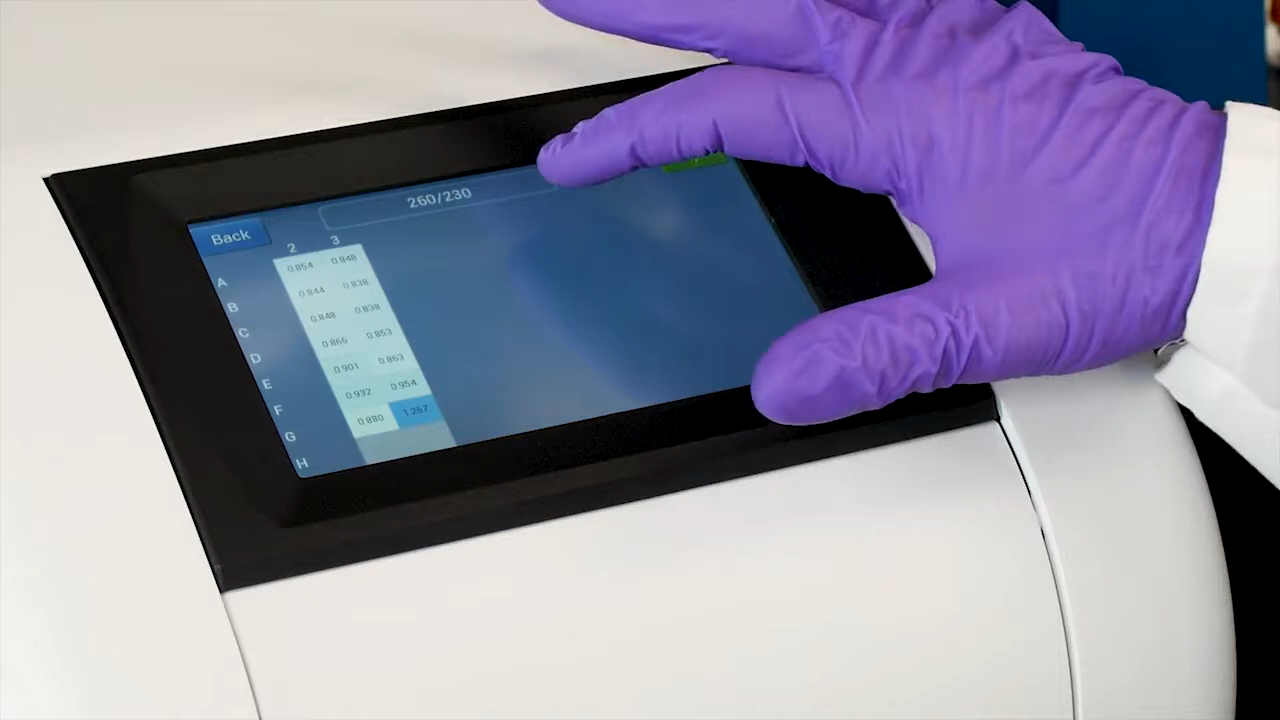 260/230
Back
2 3
A 0.854 0.848
B 0.844 0.838
C 0.848 0.838
D 0.866 0.853
E 0.901 0.863
F 0.932 0.954
G 0.880 1.267
H